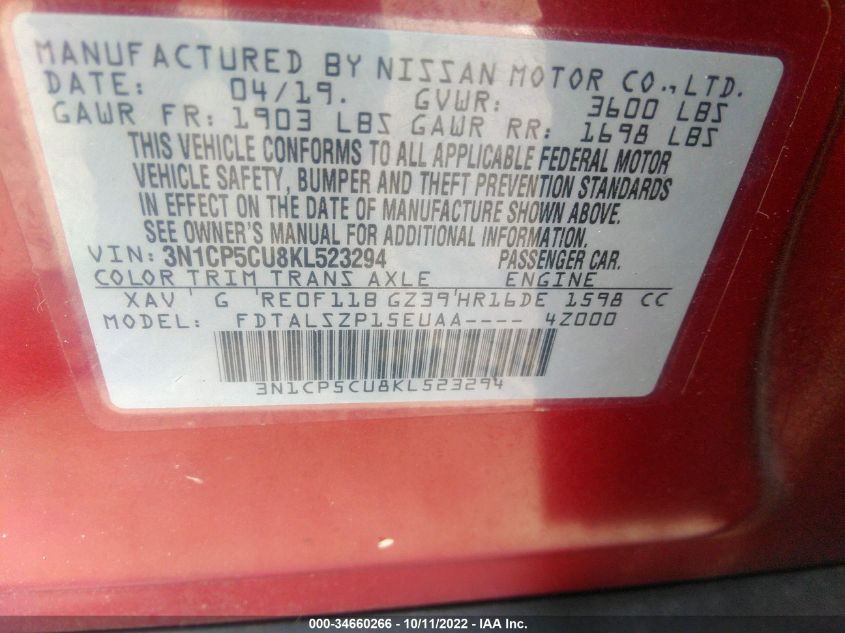 MANUFACTURED BY NISSAN MOTOR CO.,LTD.
DATE: 04/19. GVWR: 3600 LBS
GAWR FR: 1903 LBS GAWR RR: 1698 LBS
THIS VEHICLE CONFORMS TO ALL APPLICABLE FEDERAL MOTOR
VEHICLE SAFETY, BUMPER AND THEFT PREVENTION STANDARDS
IN EFFECT ON THE DATE OF MANUFACTURE SHOWN ABOVE.
SEE OWNER'S MANUAL FOR ADDITIONAL INFORMATION.
VIN: 3N1CP5CU8KL523294 PASSENGER CAR.
COLOR TRIM TRANS AXLE ENGINE
XAV G RE0F11B GZ39 HR16DE 1598 CC
MODEL: FDTALSZP15EUAA---- 4Z000
3N1CP5CU8KL523294
000-34660266 - 10/11/2022 - IAA Inc.